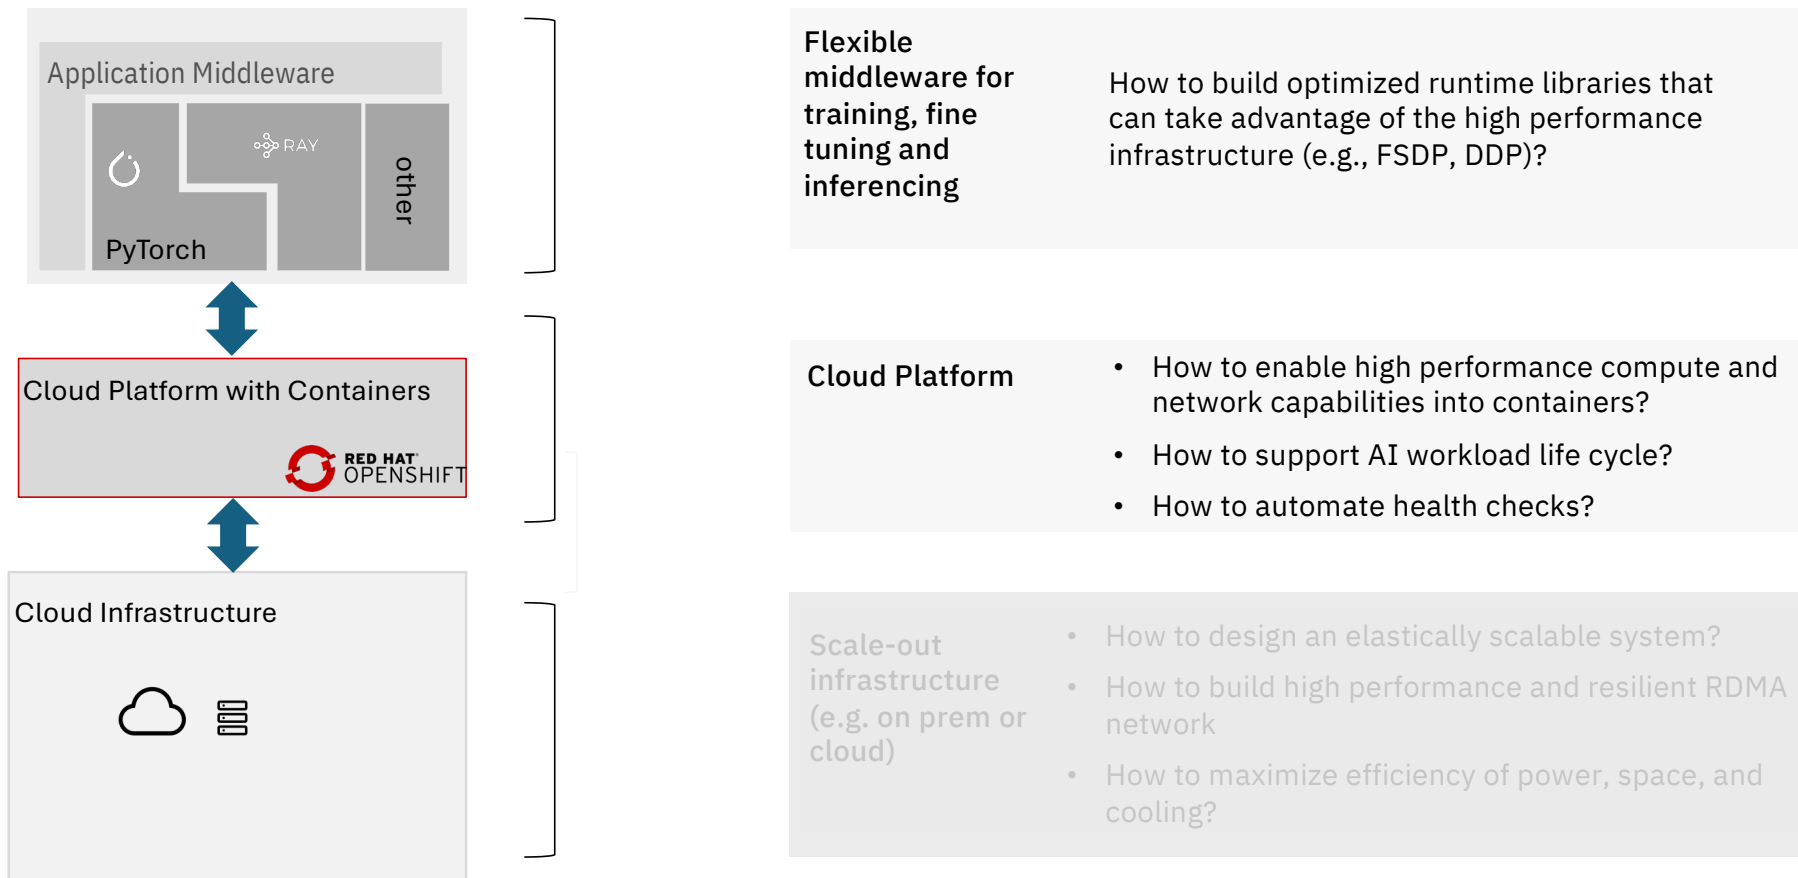 Application Middleware
RAY
other
PyTorch
Cloud Platform with Containers
RED HAT®
OPENSHIFT
Cloud Infrastructure
Flexible
middleware for
training, fine
tuning and
inferencing
How to build optimized runtime libraries that
can take advantage of the high performance
infrastructure (e.g., FSDP, DDP)?
Cloud Platform
• How to enable high performance compute and
network capabilities into containers?
• How to support AI workload life cycle?
• How to automate health checks?
Scale-out
infrastructure
(e.g. on prem or
cloud)
• How to design an elastically scalable system?
• How to build high performance and resilient RDMA
network
• How to maximize efficiency of power, space, and
cooling?